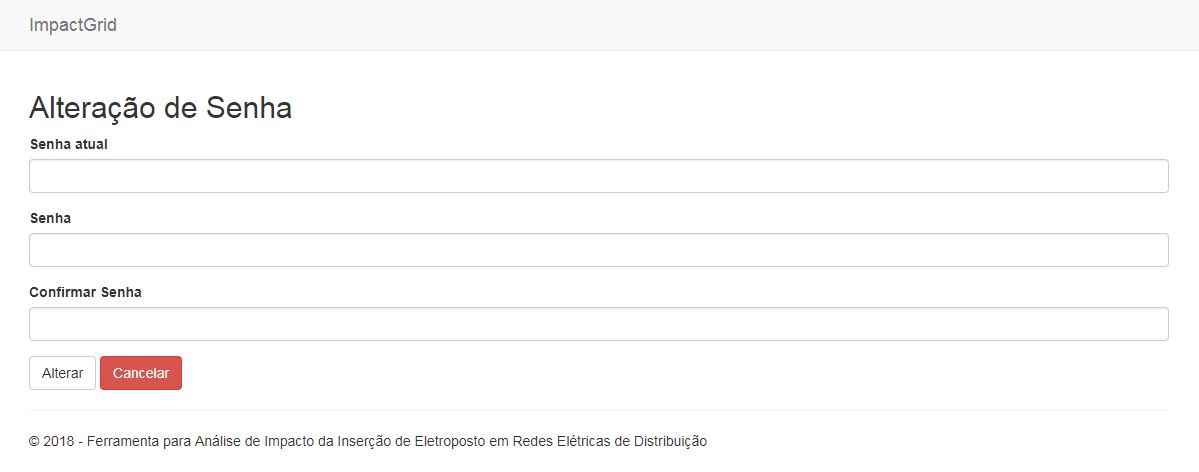 ImpactGrid
Alteração de Senha
Senha atual
Senha
Confirmar Senha
Alterar Cancelar
© 2018 - Ferramenta para Análise de Impacto da Inserção de Eletroposto em Redes Elétricas de Distribuição